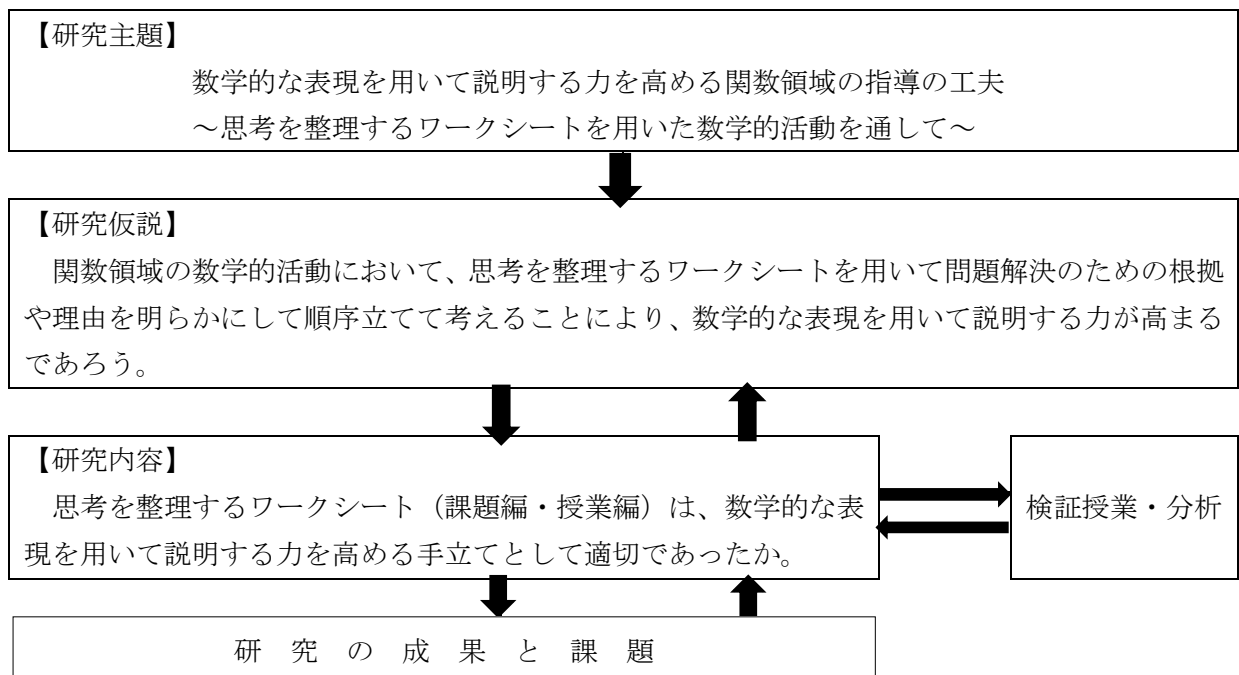 【研究主題】
数学的な表現を用いて説明する力を高める関数領域の指導の工夫
～思考を整理するワークシートを用いた数学的活動を通して～
【研究仮説】
関数領域の数学的活動において、思考を整理するワークシートを用いて問題解決のための根拠
や理由を明らかにして順序立てて考えることにより、数学的な表現を用いて説明する力が高まる
であろう。
【研究内容】
思考を整理するワークシート（課題編・授業編）は、数学的な表
現を用いて説明する力を高める手立てとして適切であったか。
検証授業・分析
研 究 の 成 果 と 課 題